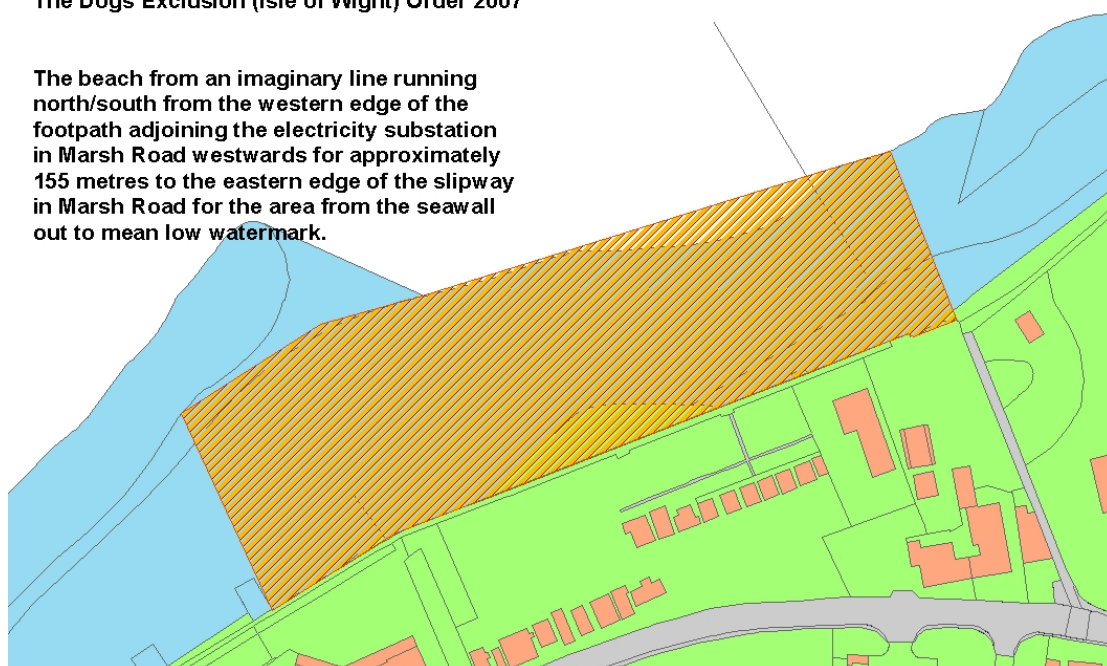 The Dogs Exclusion (Isle of Wight) Order 2007
The beach from an imaginary line running
north/south from the western edge of the
footpath adjoining the electricity substation
in Marsh Road westwards for approximately
155 metres to the eastern edge of the slipway
in Marsh Road for the area from the seawall
out to mean low watermark.